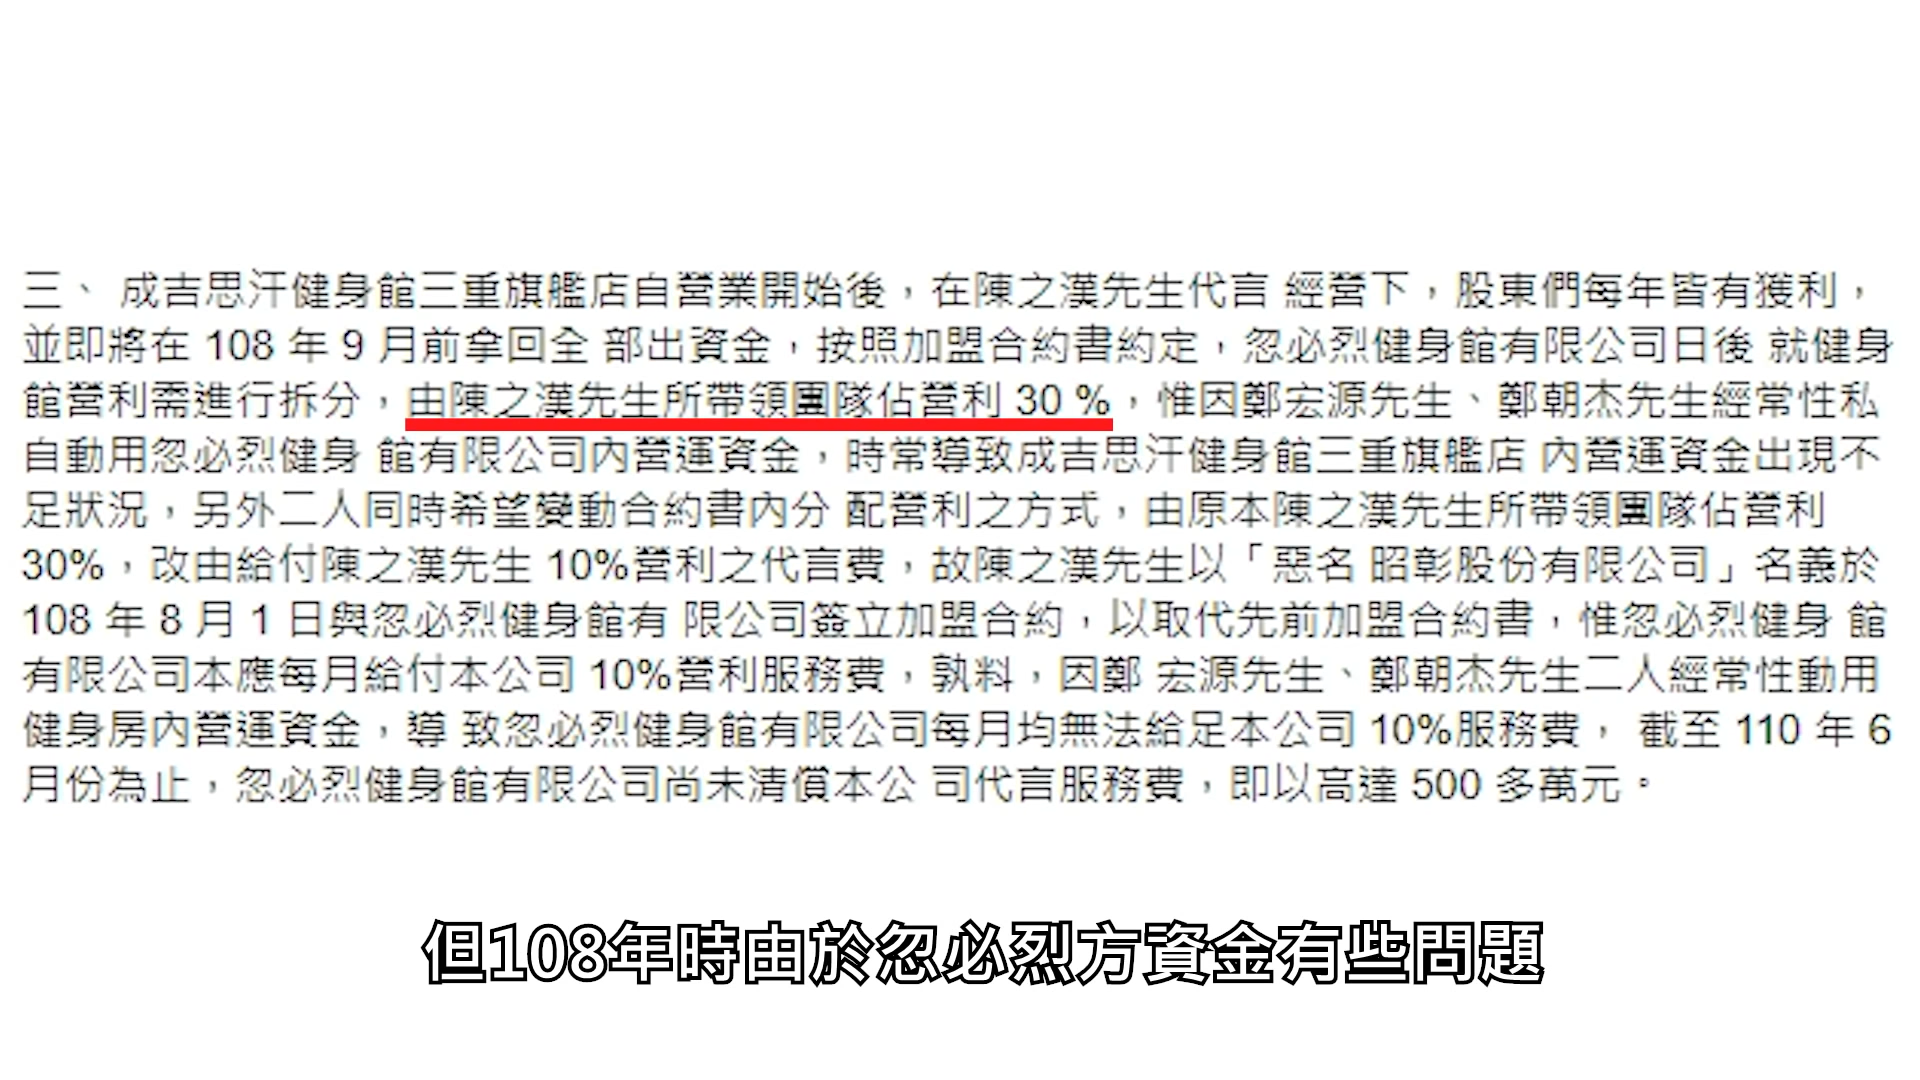 三、 成吉思汗健身館三重旗艦店自營業開始後，在陳之漢先生代言 經營下，股東們每年皆有獲利，
並即將在 108 年 9 月前拿回全 部出資金，按照加盟合約書約定，忽必烈健身館有限公司日後 就健身
館營利需進行拆分，由陳之漢先生所帶領團隊佔營利 30 %，惟因鄭宏源先生、鄭朝杰先生經常性私
自動用忽必烈健身 館有限公司內營運資金，時常導致成吉思汗健身館三重旗艦店 內營運資金出現不
足狀況，另外二人同時希望變動合約書內分 配營利之方式，由原本陳之漢先生所帶領團隊佔營利
30%，改由給付陳之漢先生 10%營利之代言費，故陳之漢先生以「惡名 昭彰股份有限公司」名義於
108 年 8 月 1 日與忽必烈健身館有 限公司簽立加盟合約，以取代先前加盟合約書，惟忽必烈健身 館
有限公司本應每月給付本公司 10%營利服務費，孰料，因鄭 宏源先生、鄭朝杰先生二人經常性動用
健身房內營運資金，導 致忽必烈健身館有限公司每月均無法給足本公司 10%服務費， 截至 110 年 6
月份為止，忽必烈健身館有限公司尚未清償本公 司代言服務費，即以高達 500 多萬元。
但108年時由於忽必烈方資金有些問題